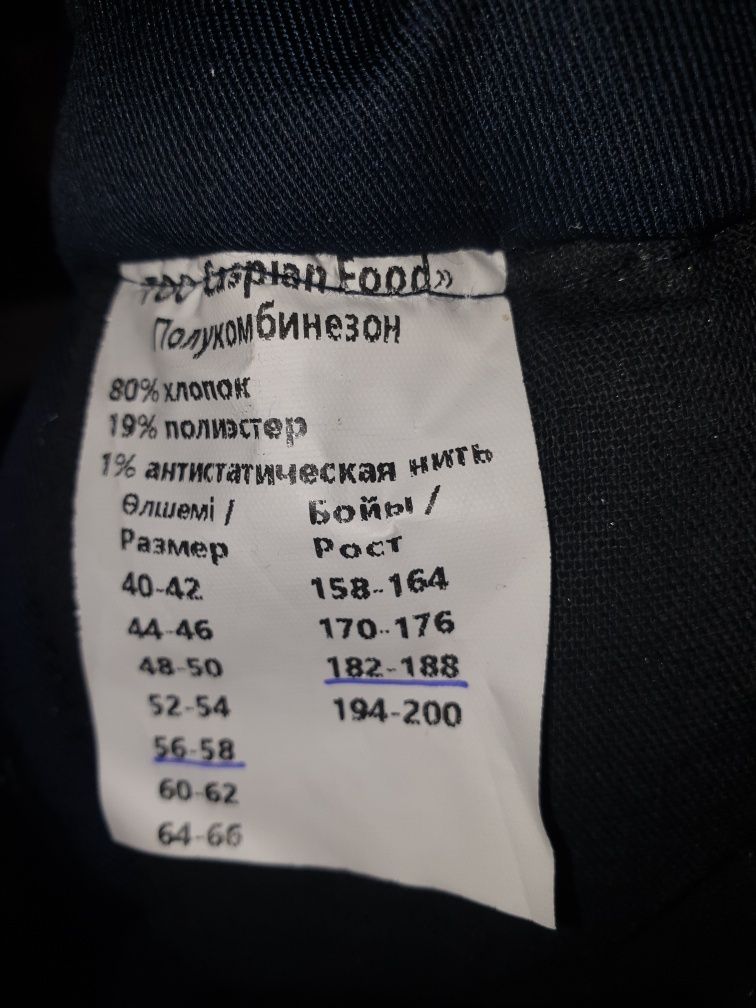 Food»
Полукомбинезон
80% хлопок
19% полиэстер
1% антистатическая нить
Өлшемі / Бойы /
Размер Рост
40-42 158-164
44-46 170-176
48-50 182-188
52-54 194-200
56-58
60-62
64-66